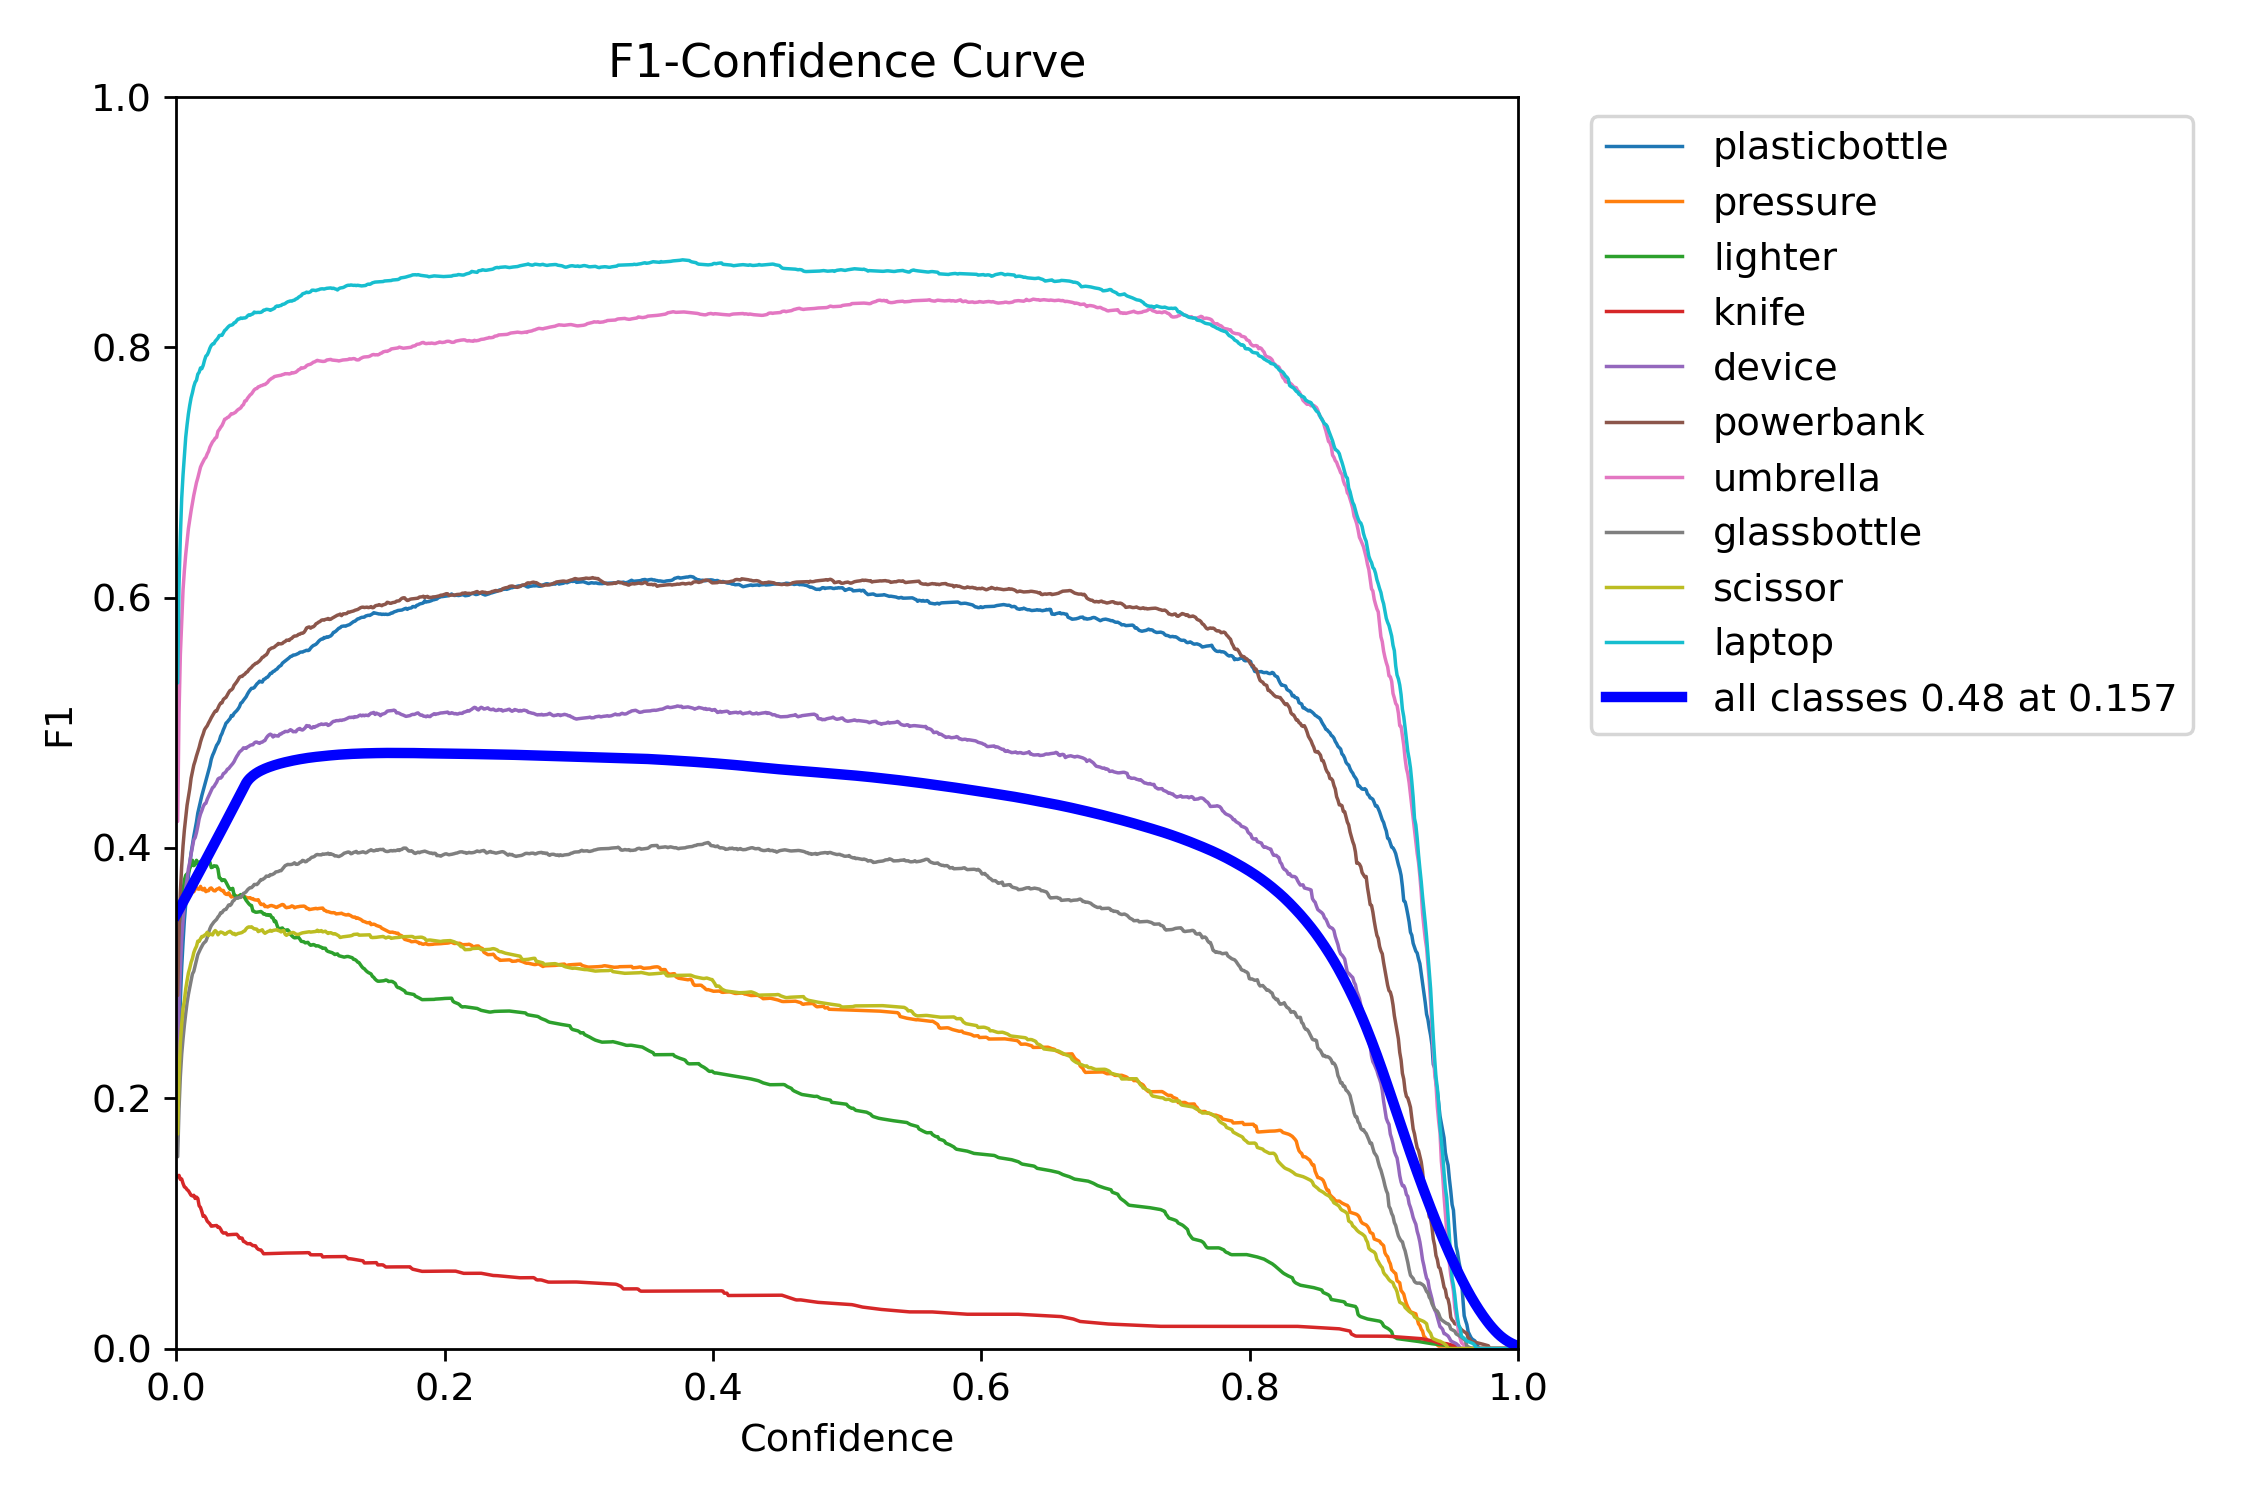 F1-Confidence Curve
1.0
0.8
0.6
0.4
0.2
0.0
F1
0.0 0.2 0.4 0.6 0.8 1.0
Confidence
plasticbottle
pressure
lighter
knife
device
powerbank
umbrella
glassbottle
scissor
laptop
all classes 0.48 at 0.157